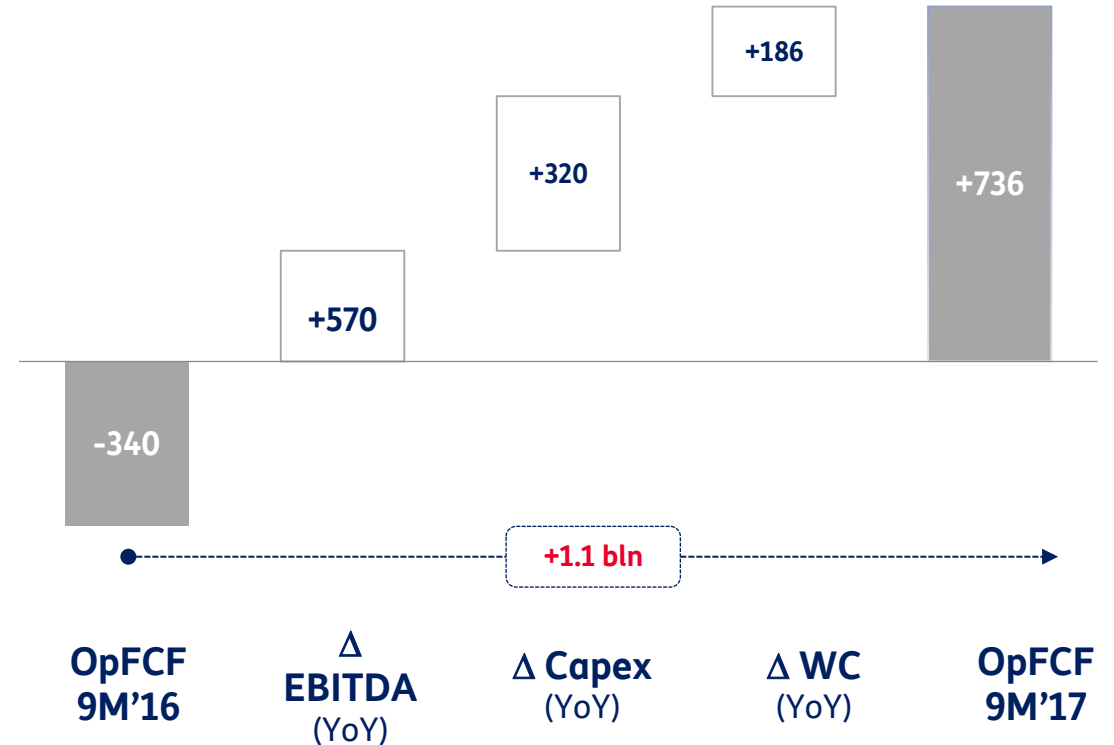 +186
+320
+736
+570
-340
+1.1 bln
OpFCF
9M’16
Δ
EBITDA
(YoY)
Δ Capex
(YoY)
Δ WC
(YoY)
OpFCF
9M’17